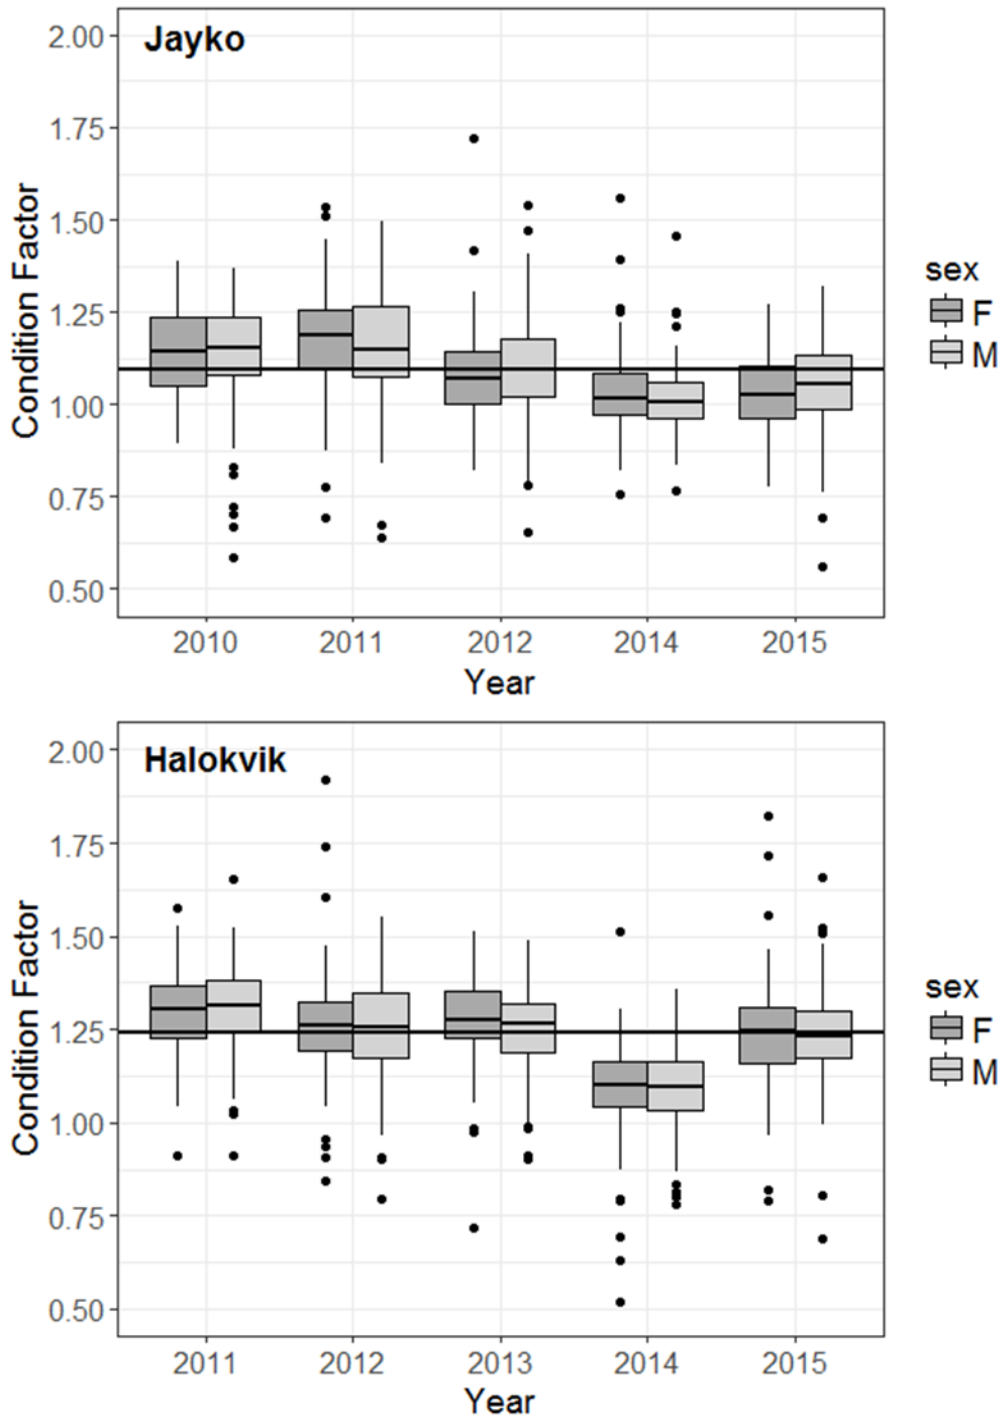 Jayko
2.00
1.75
1.50
1.25
1.00
0.75
0.50
Condition Factor
2010 2011 2012 2014 2015
Year
sex
F
M
Halokvik
2.00
1.75
1.50
1.25
1.00
0.75
0.50
Condition Factor
2011 2012 2013 2014 2015
Year
sex
F
M